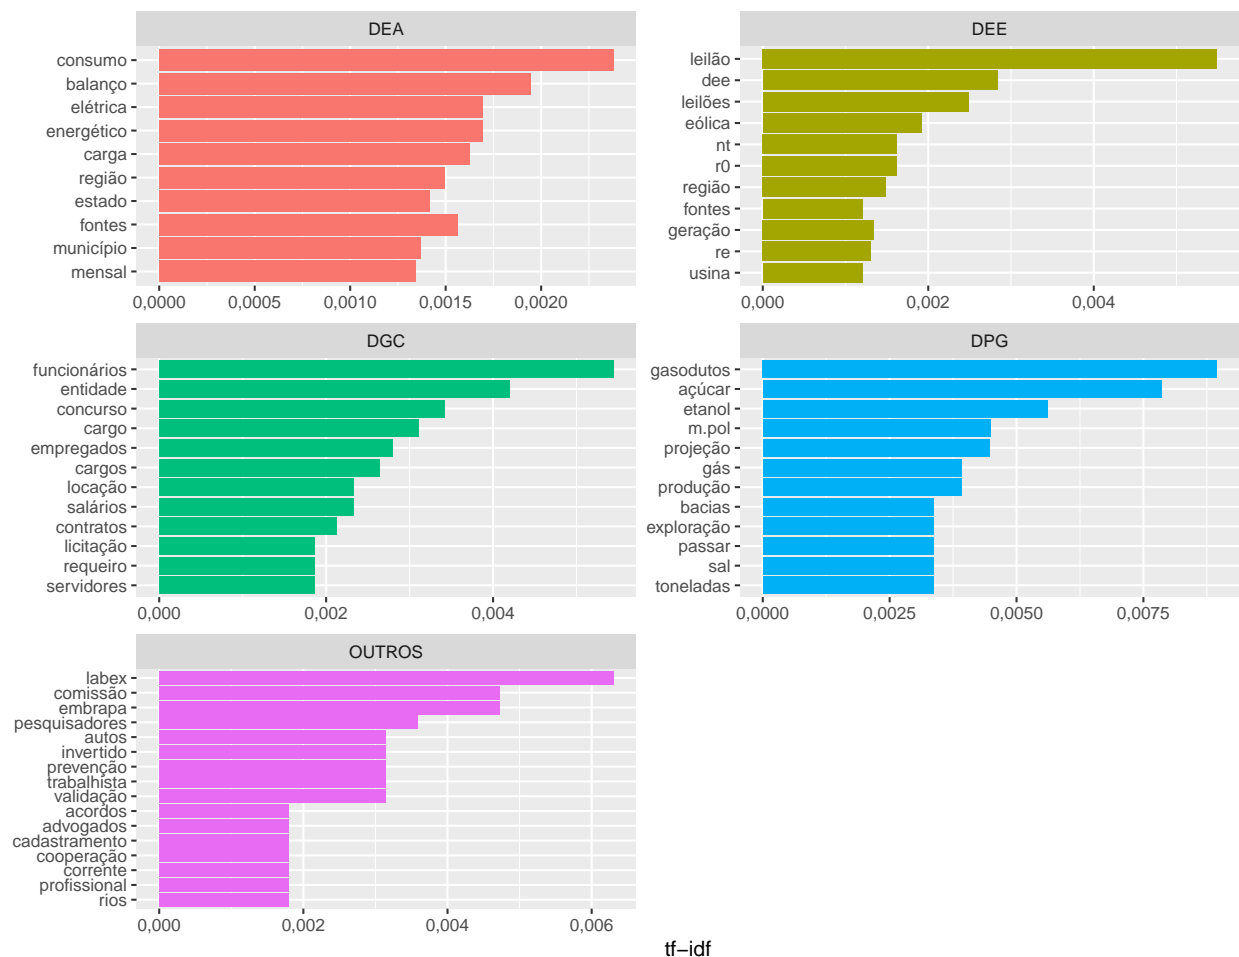 DEA
consumo
balanço
elétrica
energético
carga
região
estado
fontes
município
mensal
0,0000 0,0005 0,0010 0,0015 0,0020
DEE
leilão
dee
leilões
eólica
nt
r0
região
fontes
geração
re
usina
0,000 0,002 0,004
DGC
funcionários
entidade
concurso
cargo
empregados
cargos
locação
salários
contratos
licitação
requeiro
servidores
0,000 0,002 0,004
DPG
gasodutos
açúcar
etanol
m.pol
projeção
gás
produção
bacias
exploração
passar
sal
toneladas
0,0000 0,0025 0,0050 0,0075
OUTROS
labex
comissão
embrapa
pesquisadores
autos
invertido
prevenção
trabalhista
validação
acordos
advogados
cadastramento
cooperação
corrente
profissional
rios
0,000 0,002 0,004 0,006
tf−idf